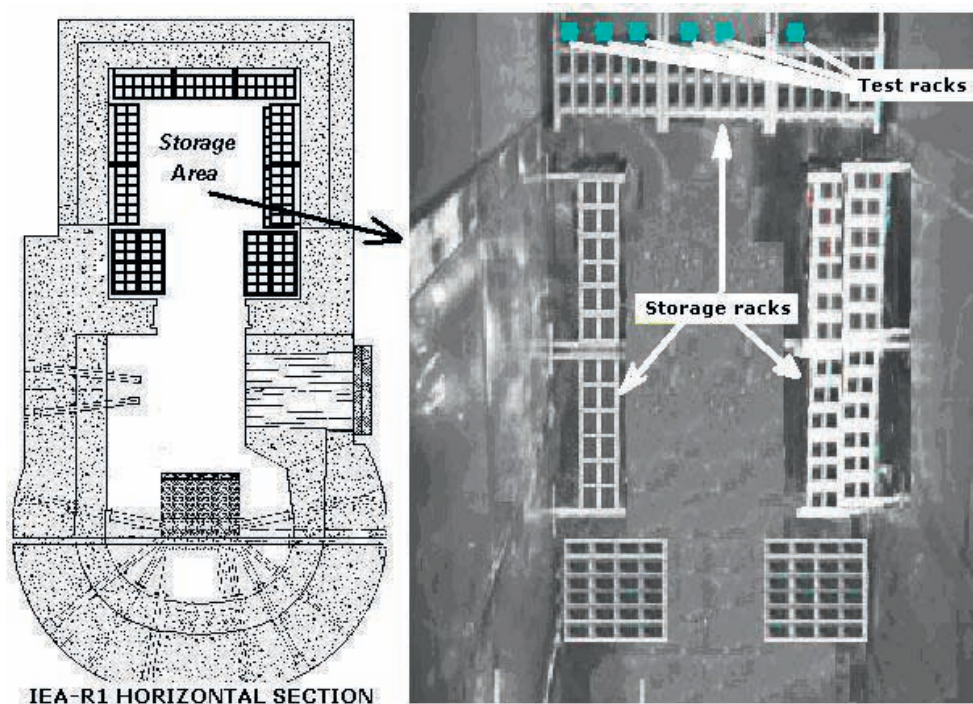 Storage
Area
IEA-R1 HORIZONTAL SECTION
Test racks
Storage racks